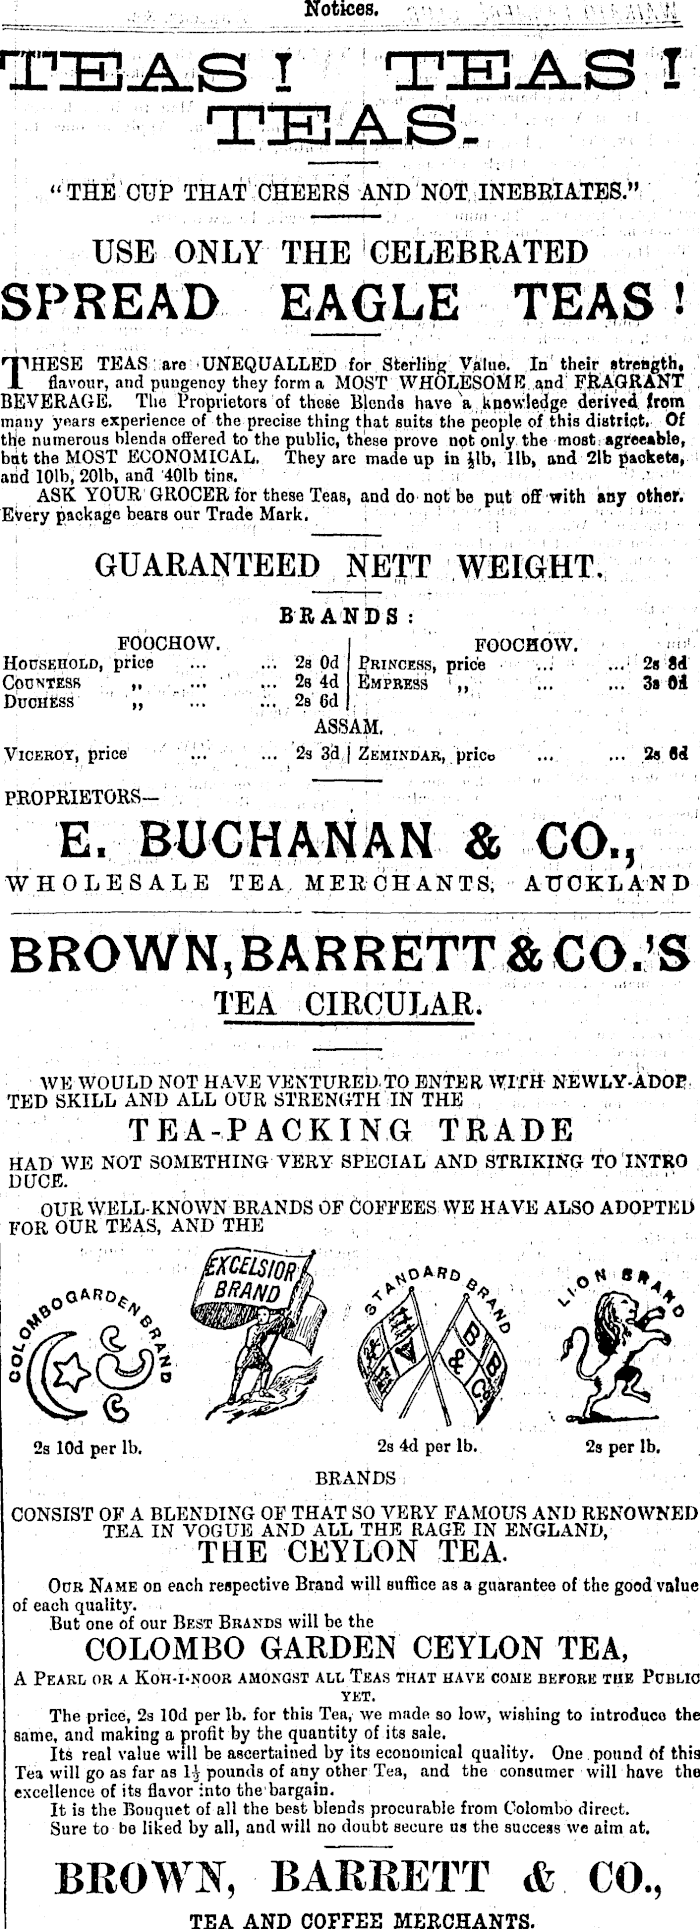 Notices.
TEAS! TEAS!
TEAS.
"THE CUP THAT CHEERS AND NOT INEBRIATES."
USE ONLY THE CELEBRATED
SPREAD EAGLE TEAS!
THESE TEAS are UNEQUALLED for Sterling Value. In their strength,
flavour, and pungency they form a MOST WHOLESOME and FRAGRANT
BEVERAGE. The Proprietors of these Blends have a knowledge derived from
many years experience of the precise thing that suits the people of this district. Of
the numerous blends offered to the public, these prove not only the most agreeable,
but the MOST ECONOMICAL. They are made up in ½lb, 1lb, and 2lb packets,
and 10lb, 20lb, and 40lb tins.
ASK YOUR GROCER for these Teas, and do not be put off with any other.
Every package bears our Trade Mark.
GUARANTEED NETT WEIGHT.
BRANDS:
FOOCHOW. FOOCHOW.
HOUSEHOLD, price ... ... 2s 0d PRINCESS, price ... ... 2s 8d
COUNTESS ,, ... ... 2s 4d EMPRESS ,, ... ... 3s 0d
DUCHESS ,, ... ... 2s 6d
ASSAM.
VICEROY, price ... ... 2s 3d ZEMINDAR, price ... ... 2s 6d
PROPRIETORS—
E. BUCHANAN & CO.,
WHOLESALE TEA MERCHANTS, AUCKLAND
BROWN, BARRETT & CO.'S
TEA CIRCULAR.
WE WOULD NOT HAVE VENTURED TO ENTER WITH NEWLY-ADOP
TED SKILL AND ALL OUR STRENGTH IN THE
TEA-PACKING TRADE
HAD WE NOT SOMETHING VERY SPECIAL AND STRIKING TO INTRO
DUCE.
OUR WELL-KNOWN BRANDS OF COFFEES WE HAVE ALSO ADOPTED
FOR OUR TEAS, AND THE
COLOMBO GARDEN BRAND
EXCELSIOR
BRAND
STANDARD BRAND
B B
& Co
LION BRAND
2s 10d per lb. 2s 4d per lb. 2s per lb.
BRANDS
CONSIST OF A BLENDING OF THAT SO VERY FAMOUS AND RENOWNED
TEA IN VOGUE AND ALL THE RAGE IN ENGLAND,
THE CEYLON TEA.
OUR NAME on each respective Brand will suffice as a guarantee of the good value
of each quality.
But one of our BEST BRANDS will be the
COLOMBO GARDEN CEYLON TEA,
A PEARL OR A KOH-I-NOOR AMONGST ALL TEAS THAT HAVE COME BEFORE THE PUBLIC
YET.
The price, 2s 10d per lb. for this Tea, we made so low, wishing to introduce the
same, and making a profit by the quantity of its sale.
Its real value will be ascertained by its economical quality. One pound of this
Tea will go as far as 1½ pounds of any other Tea, and the consumer will have the
excellence of its flavor into the bargain.
It is the Bouquet of all the best blends procurable from Colombo direct.
Sure to be liked by all, and will no doubt secure us the success we aim at.
BROWN, BARRETT & CO.,
TEA AND COFFEE MERCHANTS.